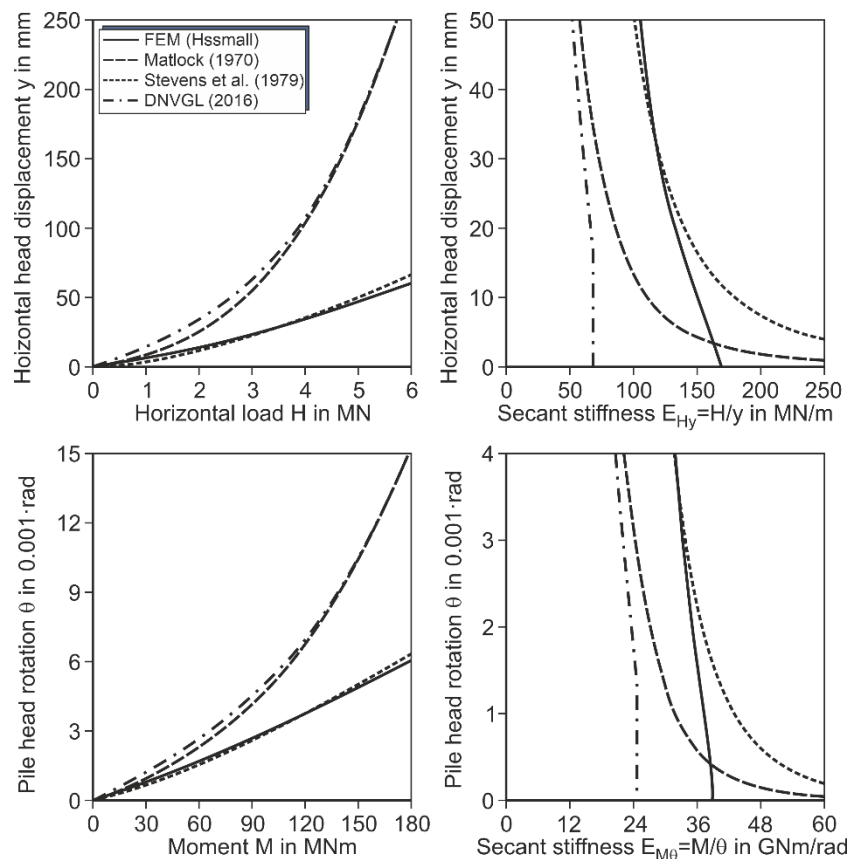 Hoizontal head displacement y in mm
250
200
150
100
50
0
FEM (Hssmall)
Matlock (1970)
Stevens et al. (1979)
DNVGL (2016)
0 1 2 3 4 5 6
Horizontal load H in MN
Hoizontal head displacement y in mm
50
40
30
20
10
0
0 50 100 150 200 250
Secant stiffness E_Hy=H/y in MN/m
Pile head rotation θ in 0.001·rad
15
12
9
6
3
0
0 30 60 90 120 150 180
Moment M in MNm
Pile head rotation θ in 0.001·rad
4
3
2
1
0
0 12 24 36 48 60
Secant stiffness E_Mθ=M/θ in GNm/rad